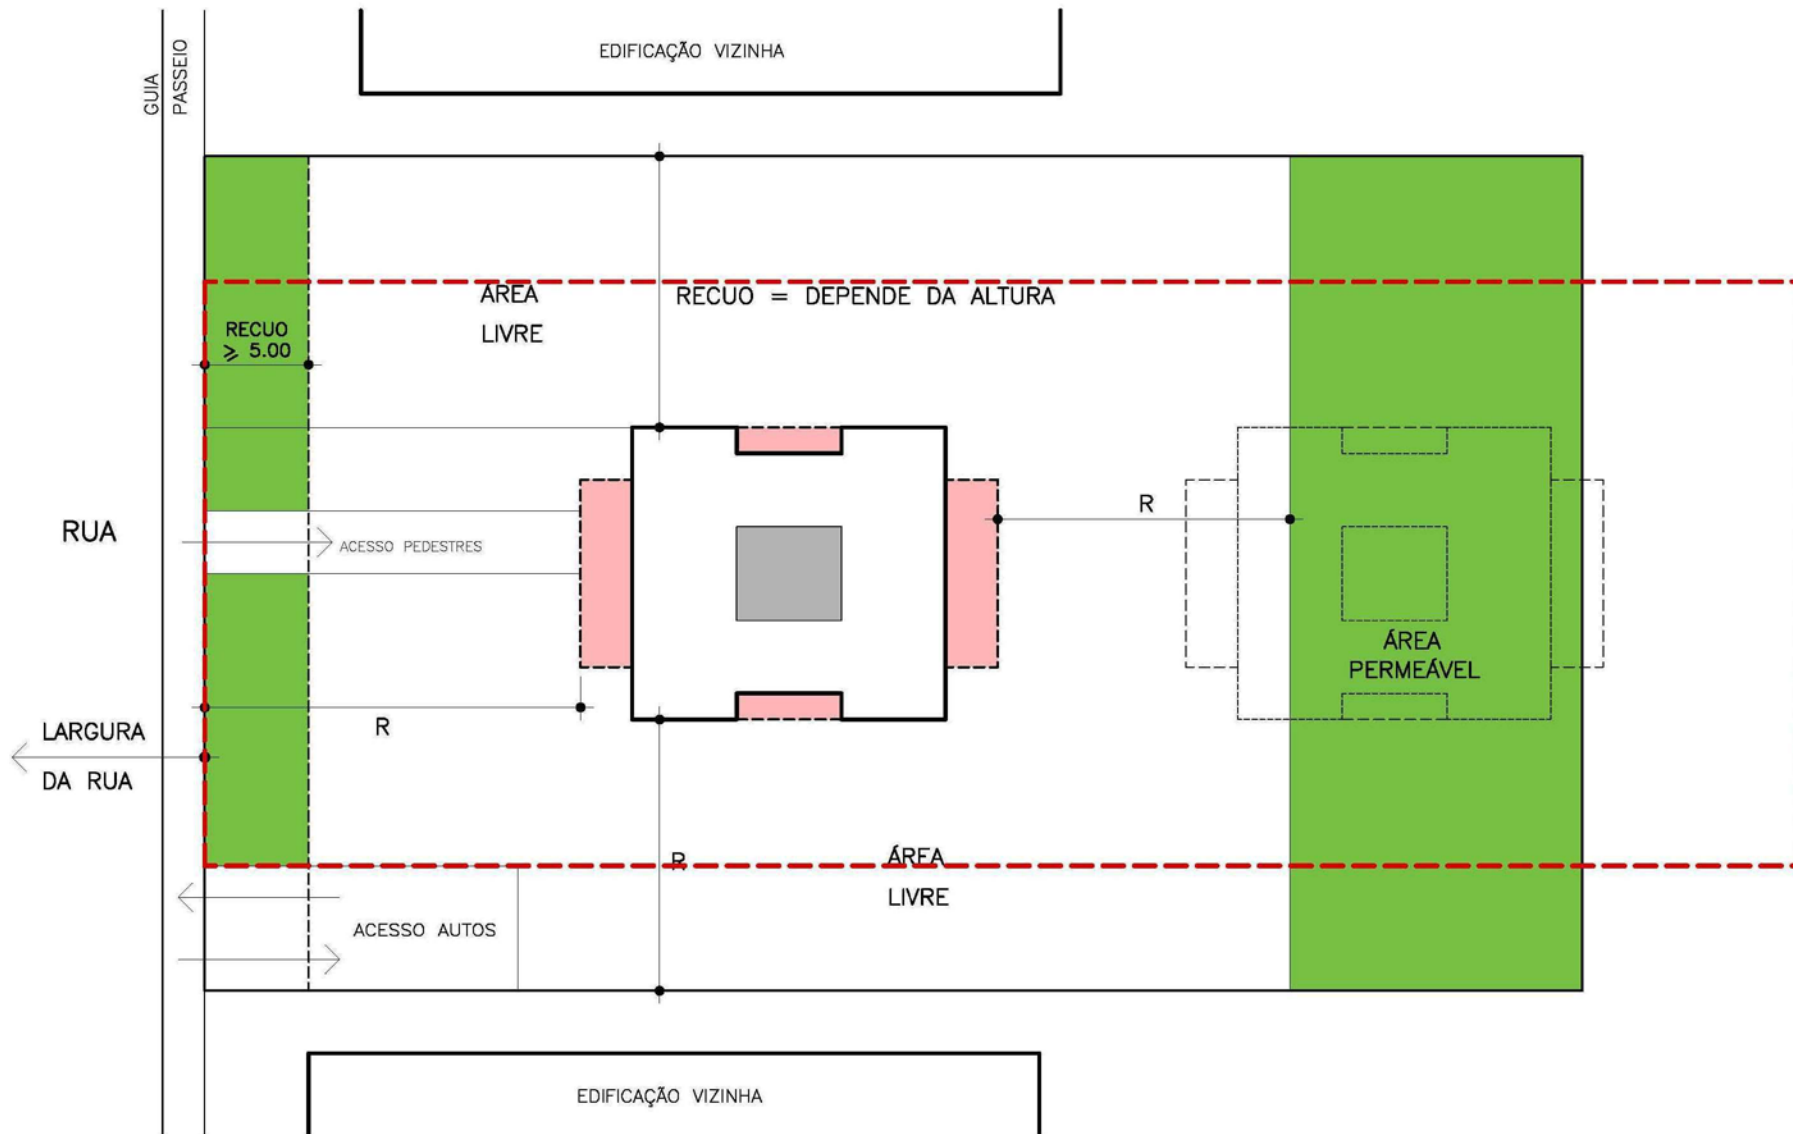 EDIFICAÇÃO VIZINHA
GUIA
PASSEIO
ÁREA
LIVRE
RECUO = DEPENDE DA ALTURA
RECUO
⩾ 5.00
RUA
ACESSO PEDESTRES
R
ÁREA
PERMEÁVEL
R
LARGURA
DA RUA
R
ÁREA
LIVRE
ACESSO AUTOS
EDIFICAÇÃO VIZINHA